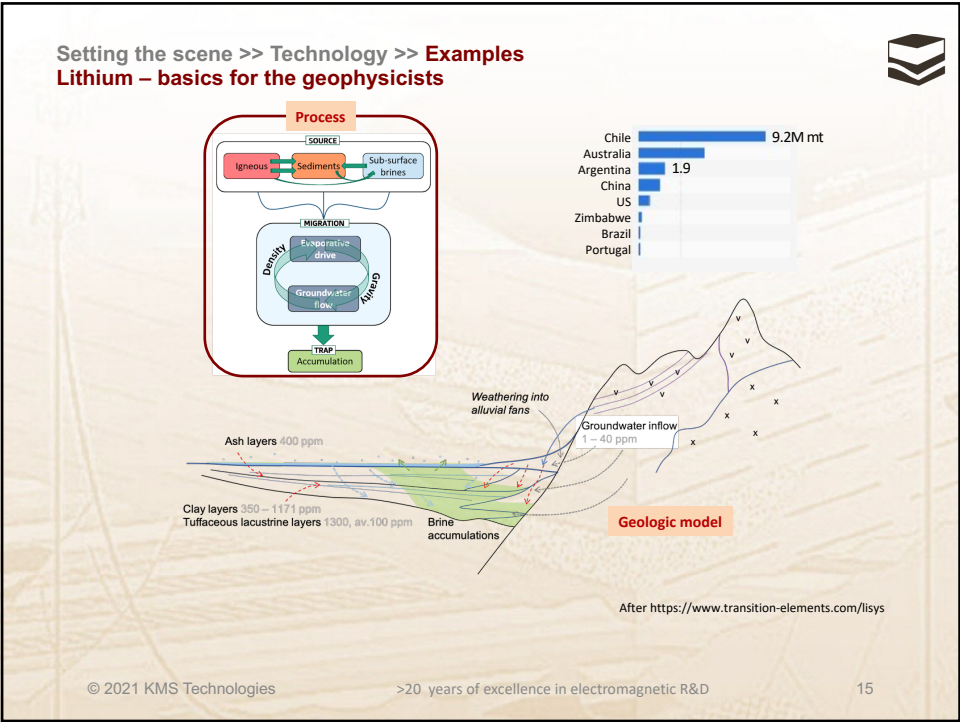 Setting the scene >> Technology >> Examples
Lithium – basics for the geophysicists
Process
SOURCE
Igneous
Sediments
Sub-surface
brines
MIGRATION
Evaporative
drive
Density
Gravity
Groundwater
flow
TRAP
Accumulation
Chile 9.2M mt
Australia
Argentina 1.9
China
US
Zimbabwe
Brazil
Portugal
v
v
v
v
v
v
v
v
x
x
x
x
x
x
Weathering into
alluvial fans
Groundwater inflow
1 – 40 ppm
Ash layers 400 ppm
Clay layers 350 – 1171 ppm
Tuffaceous lacustrine layers 1300, av.100 ppm
Brine
accumulations
Geologic model
After https://www.transition-elements.com/lisys
© 2021 KMS Technologies
>20 years of excellence in electromagnetic R&D
15